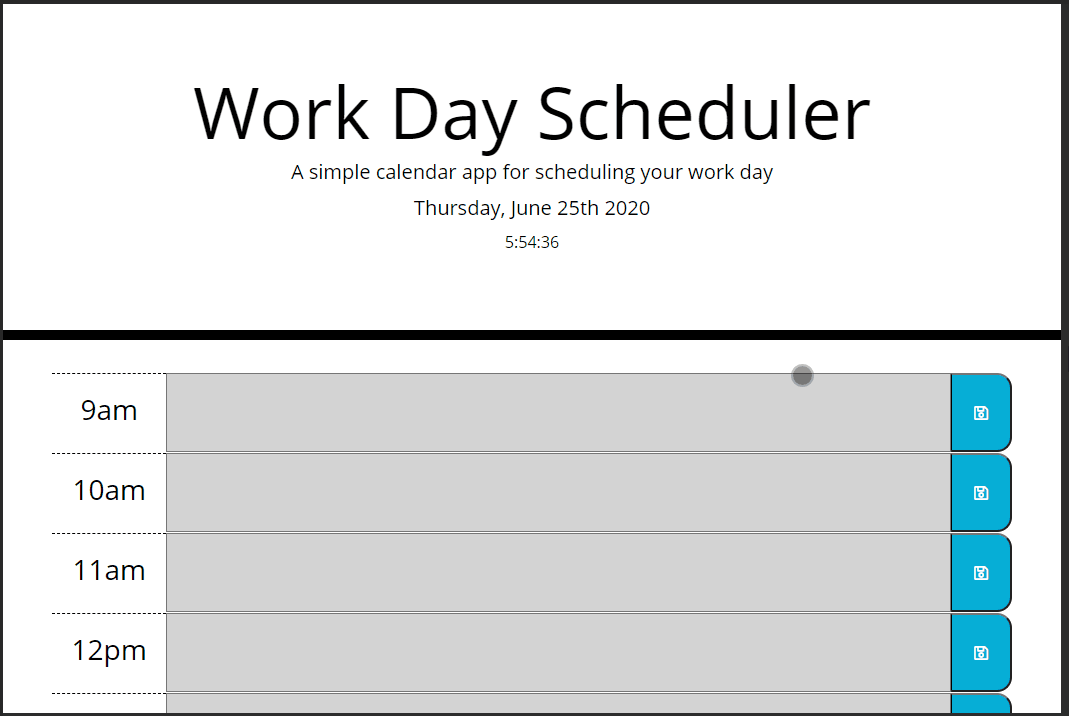 Work Day Scheduler
A simple calendar app for scheduling your work day
Thursday, June 25th 2020
5:54:36
9am
10am
11am
12pm